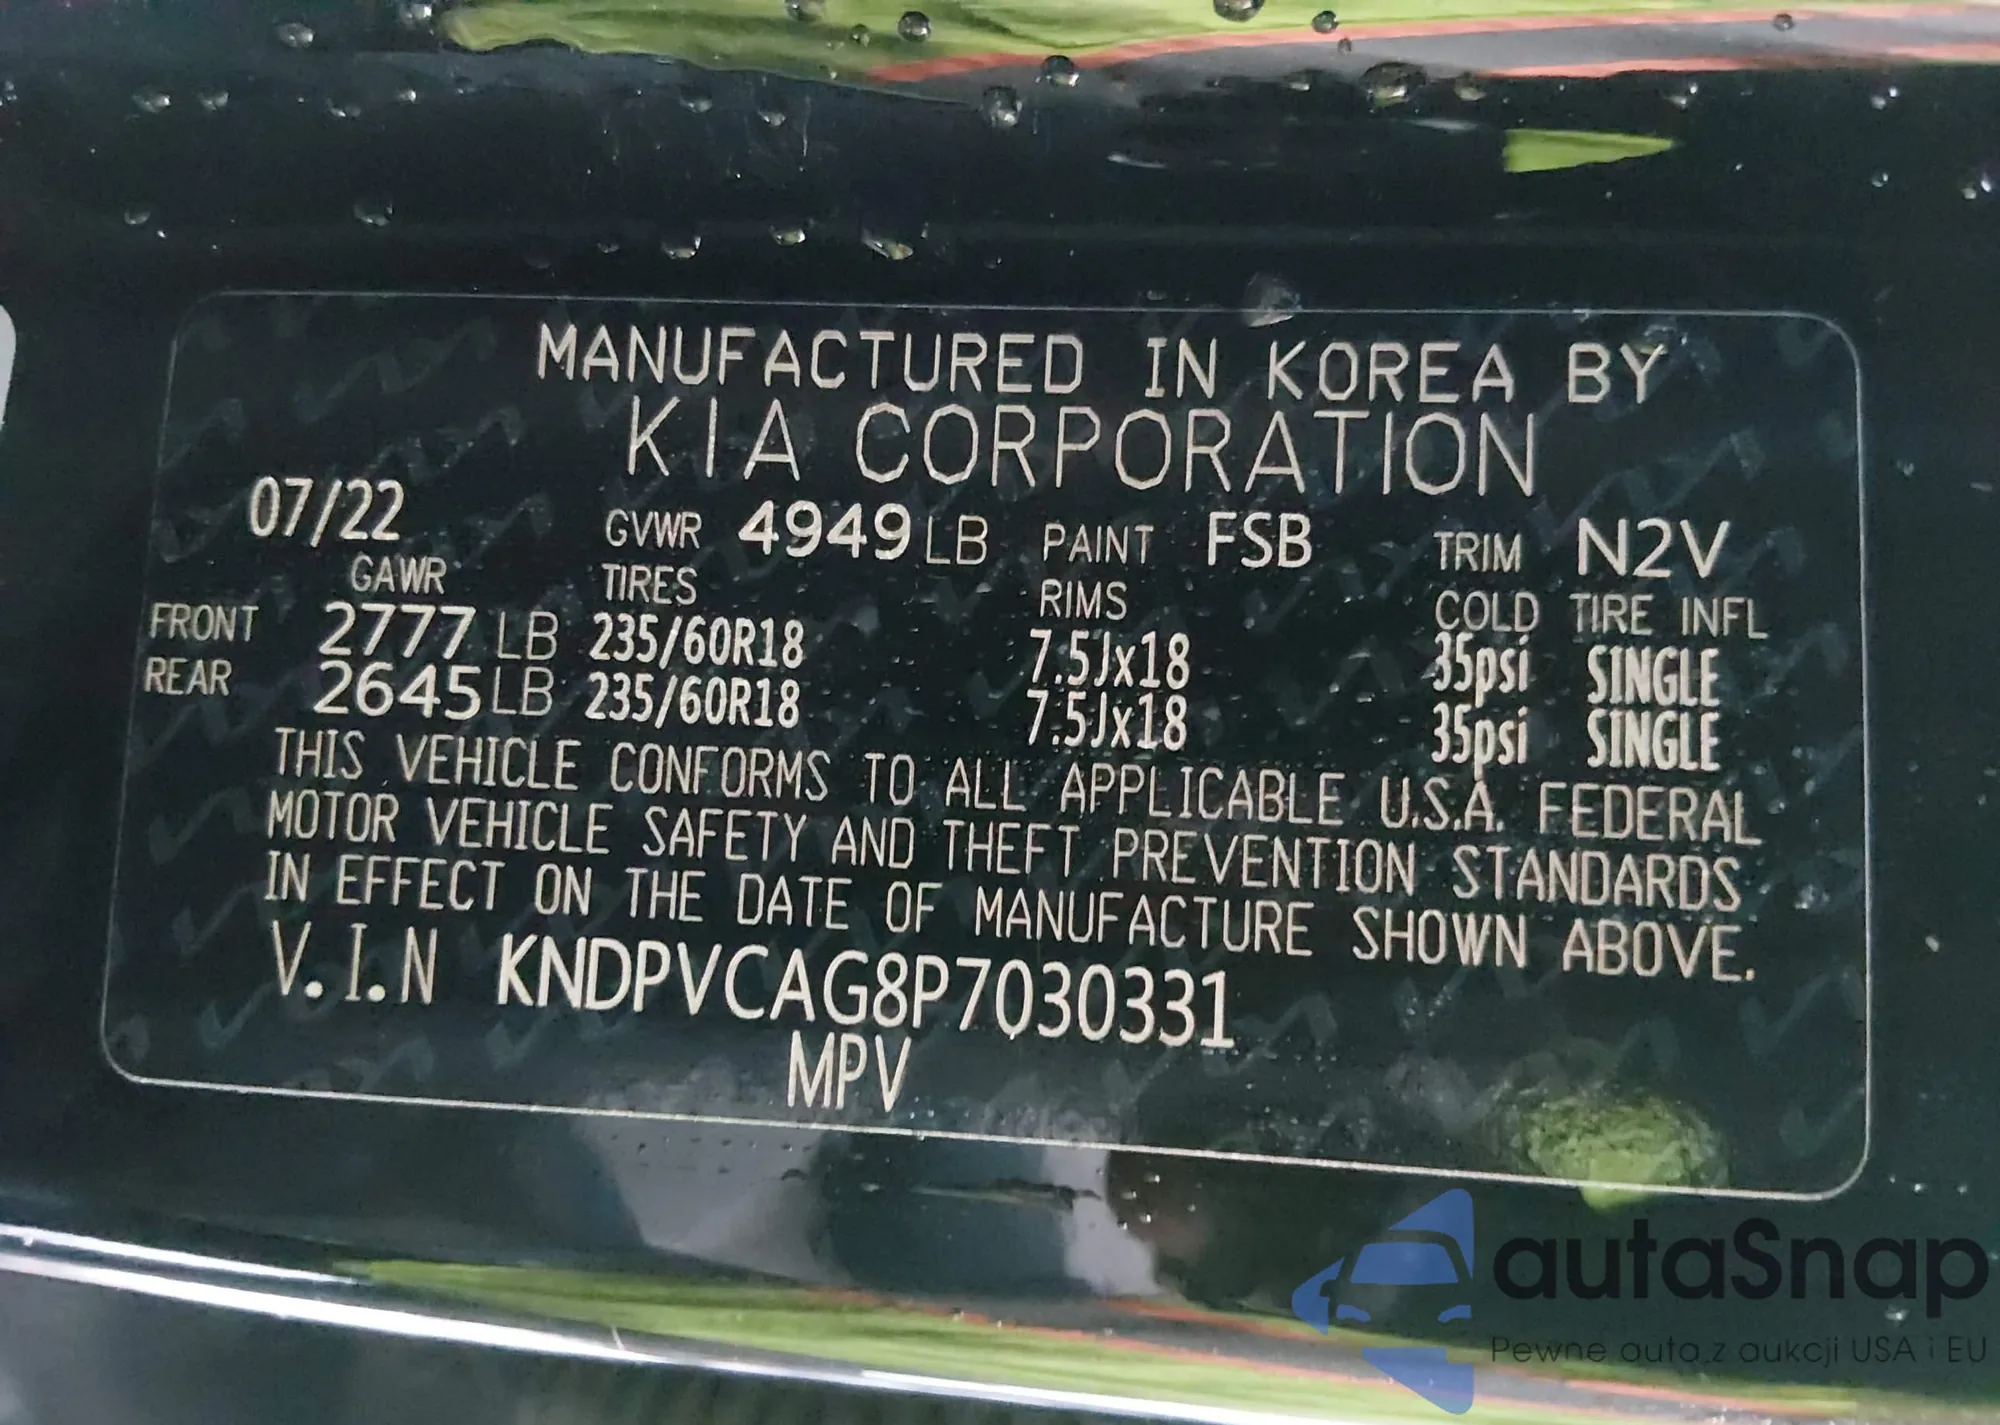 MANUFACTURED IN KOREA BY
KIA CORPORATION
07/22 GVWR 4949 LB PAINT FSB TRIM N2V
GAWR TIRES RIMS COLD TIRE INFL
FRONT 2777 LB 235/60R18 7.5Jx18 35psi SINGLE
REAR 2645 LB 235/60R18 7.5Jx18 35psi SINGLE
THIS VEHICLE CONFORMS TO ALL APPLICABLE U.S.A. FEDERAL
MOTOR VEHICLE SAFETY AND THEFT PREVENTION STANDARDS
IN EFFECT ON THE DATE OF MANUFACTURE SHOWN ABOVE.
V.I.N KNDPVCAG8P7030331
MPV
autaSnap
Pewne auta z aukcji USA i EU